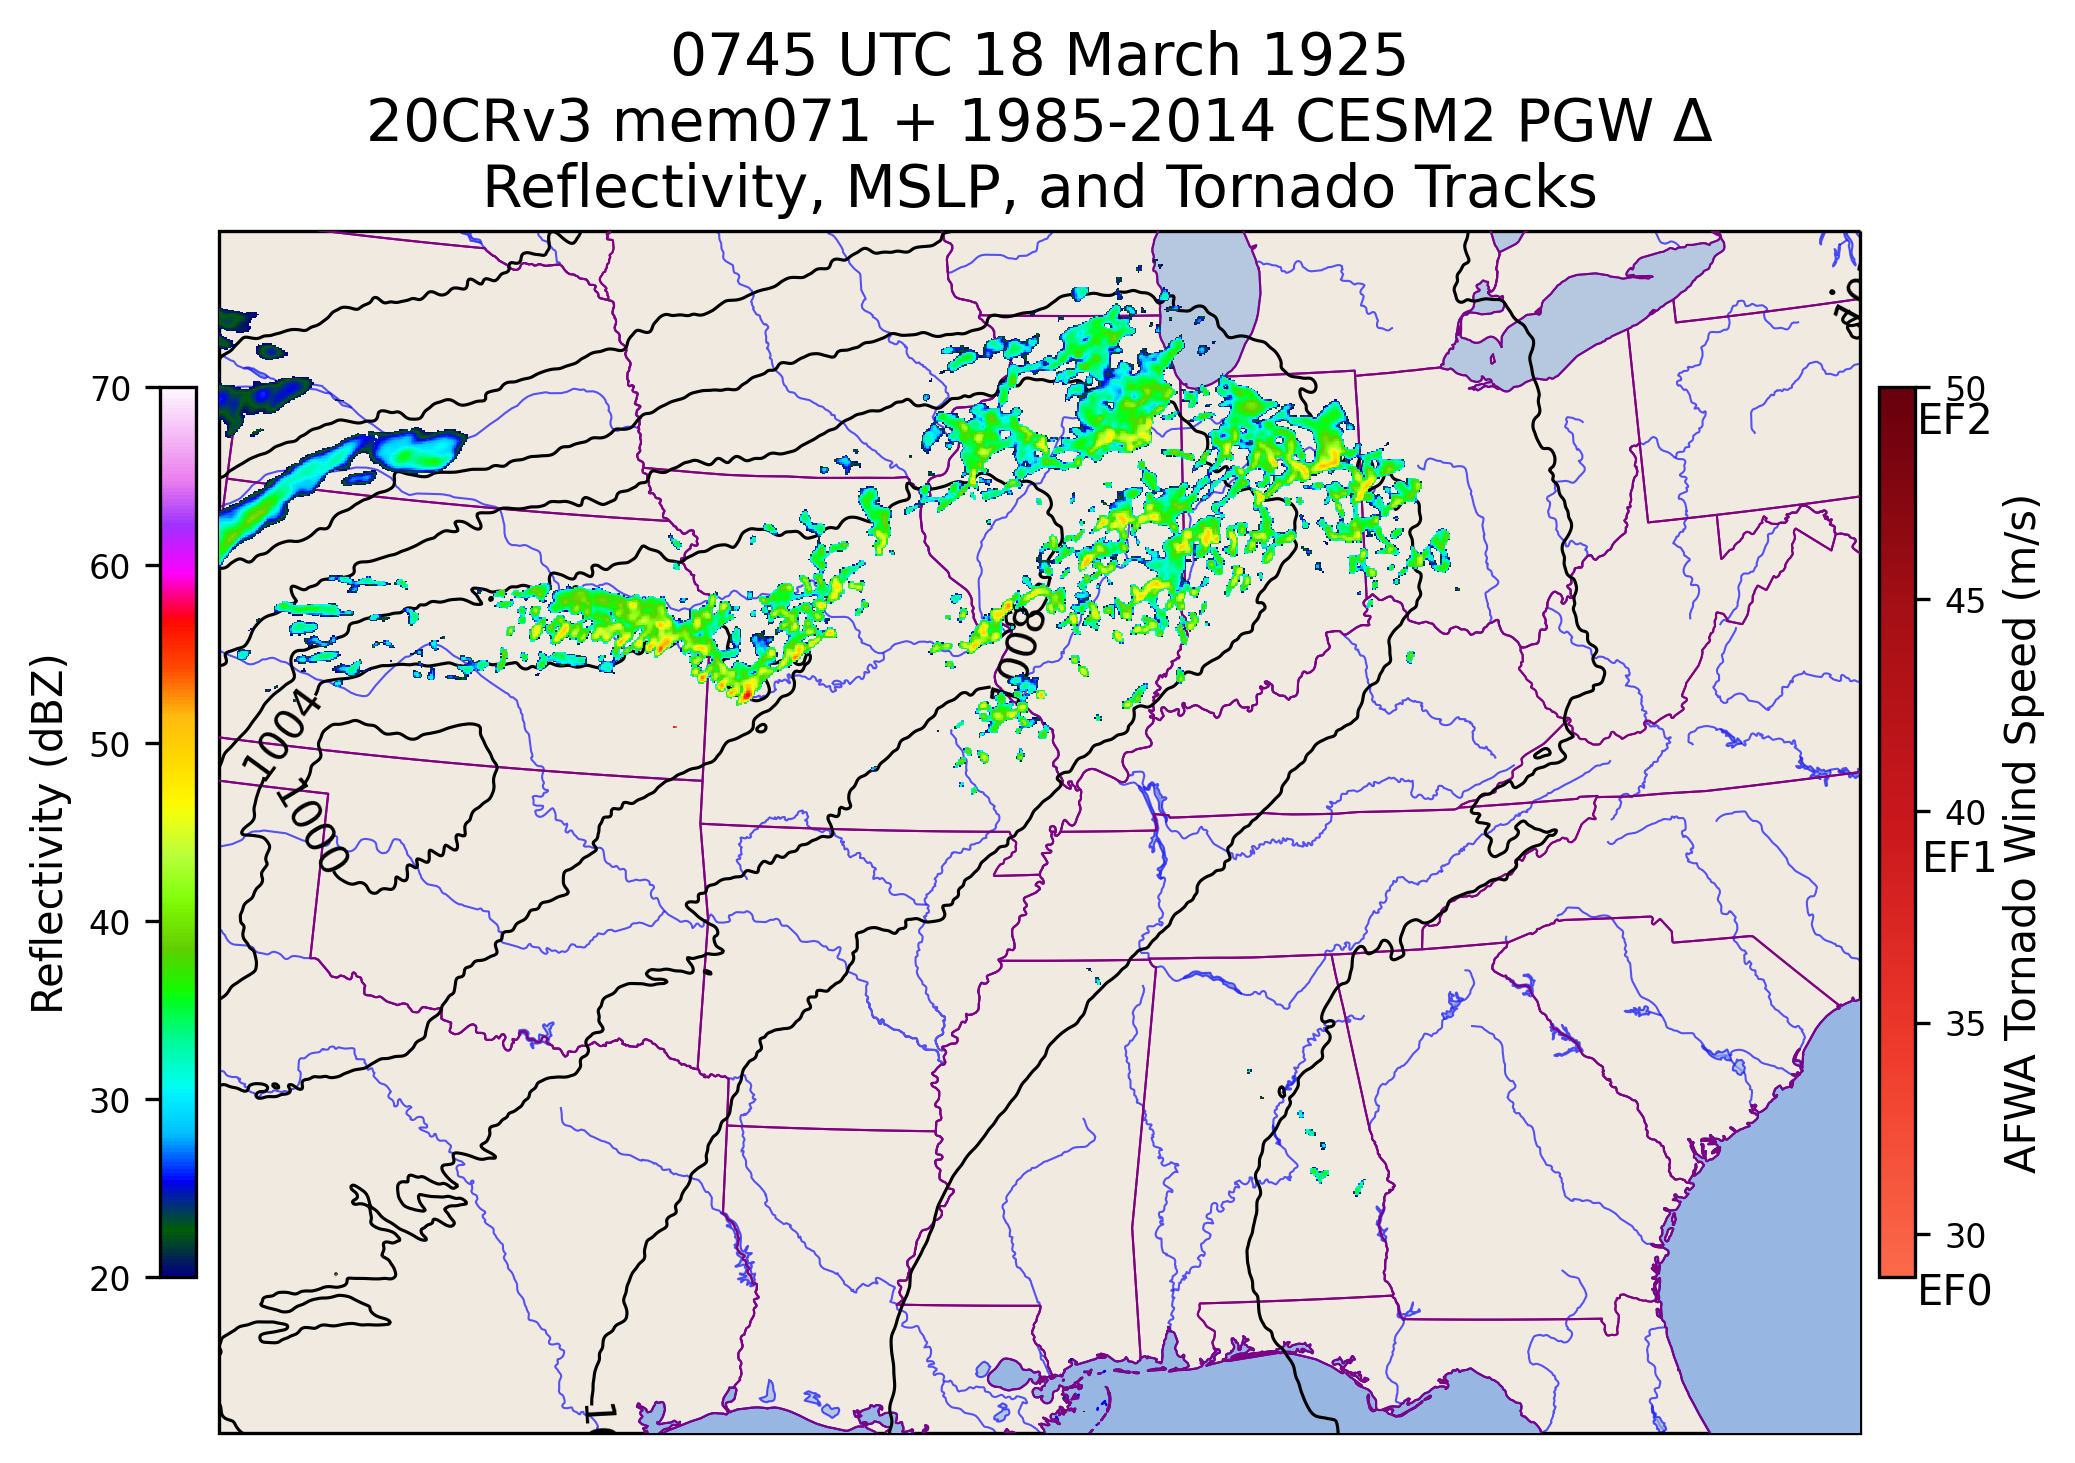 0745 UTC 18 March 1925
20CRv3 mem071 + 1985-2014 CESM2 PGW Δ
Reflectivity, MSLP, and Tornado Tracks
Reflectivity (dBZ)
70
60
50
40
30
20
1004
1000
1008
50
EF2
45
40
EF1
35
30
EF0
AFWA Tornado Wind Speed (m/s)